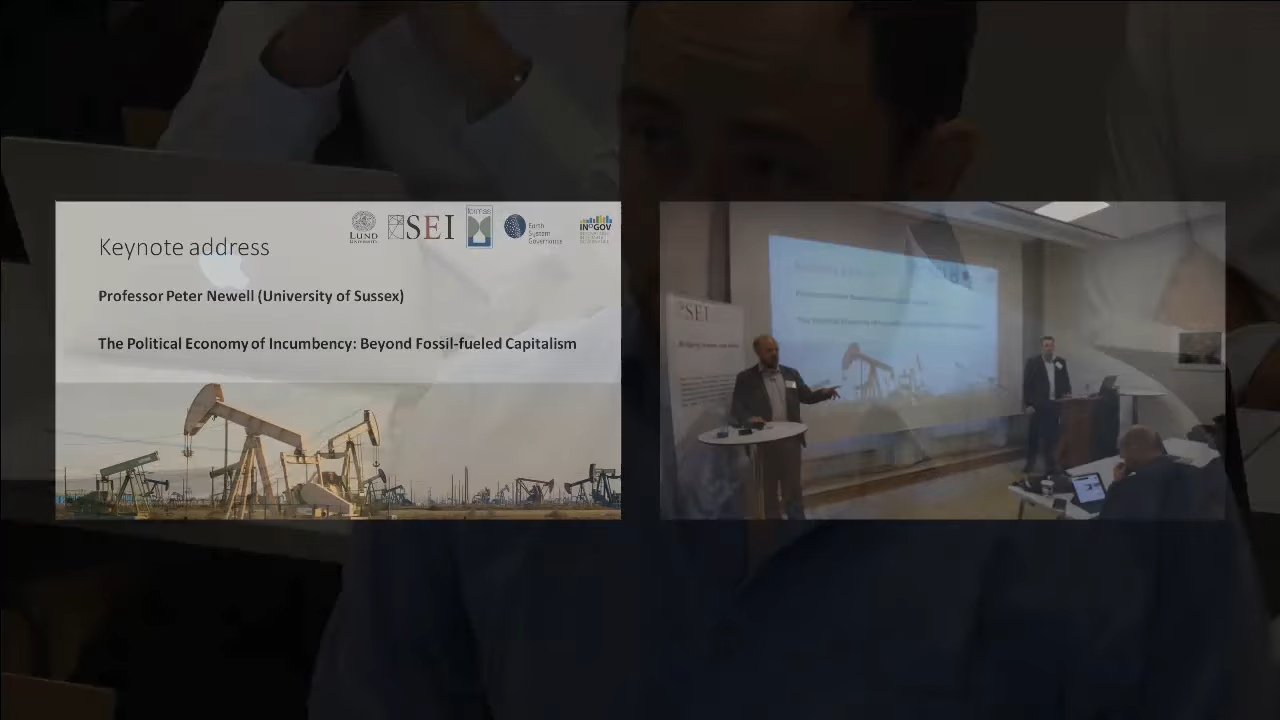 LUND
UNIVERSITY
SEI
formas
Earth
System
Governance
INOGOV
Keynote address
Professor Peter Newell (University of Sussex)
The Political Economy of Incumbency: Beyond Fossil-fueled Capitalism
SEI